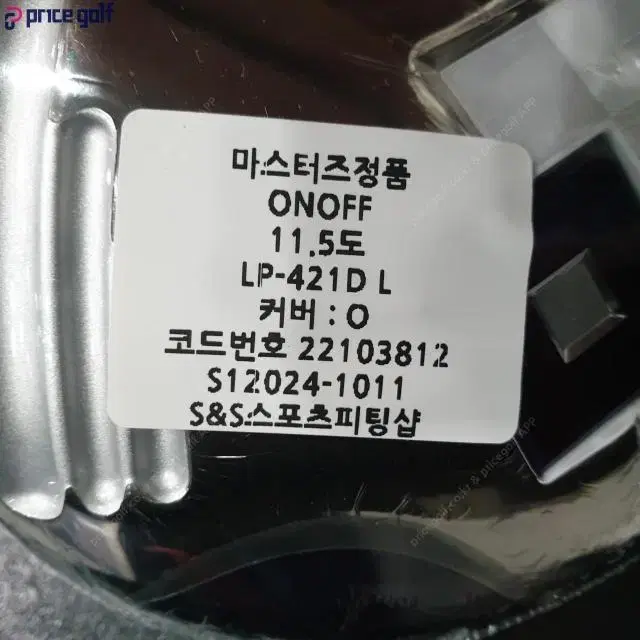 price golf
마스터즈정품
ONOFF
11.5도
LP-421D L
커버 : O
코드번호 22103812
S12024-1011
S&S스포츠피팅샵